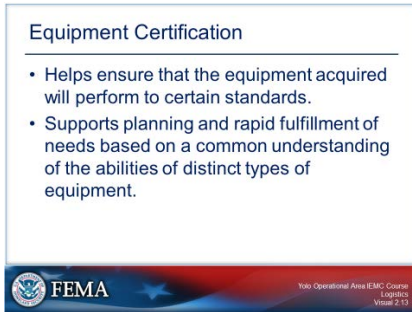 Equipment Certification
• Helps ensure that the equipment acquired
will perform to certain standards.
• Supports planning and rapid fulfillment of
needs based on a common understanding
of the abilities of distinct types of
equipment.
FEMA
Yolo Operational Area IEMC Course
Logistics
Visual 2.13